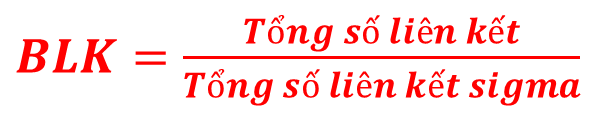 BLK = Tổng số liên kết
Tổng số liên kết sigma